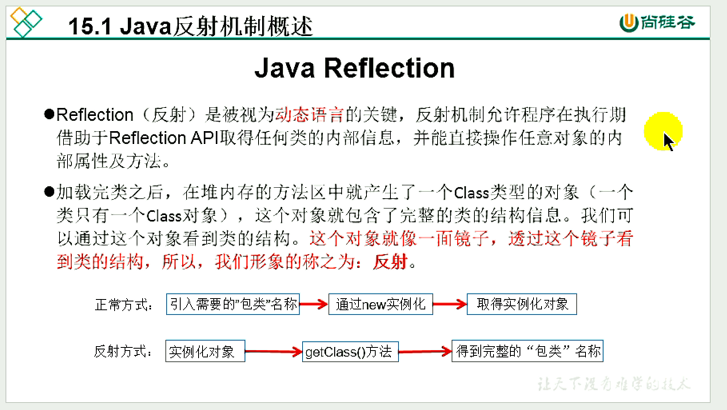 15.1 Java反射机制概述
尚硅谷
Java Reflection
●Reflection（反射）是被视为动态语言的关键，反射机制允许程序在执行期
借助于Reflection API取得任何类的内部信息，并能直接操作任意对象的内
部属性及方法。
●加载完类之后，在堆内存的方法区中就产生了一个Class类型的对象（一个
类只有一个Class对象），这个对象就包含了完整的类的结构信息。我们可
以通过这个对象看到类的结构。这个对象就像一面镜子，透过这个镜子看
到类的结构，所以，我们形象的称之为：反射。
正常方式： 引入需要的“包类”名称 通过new实例化 取得实例化对象
反射方式： 实例化对象 getClass()方法 得到完整的“包类”名称
让天下没有难学的技术